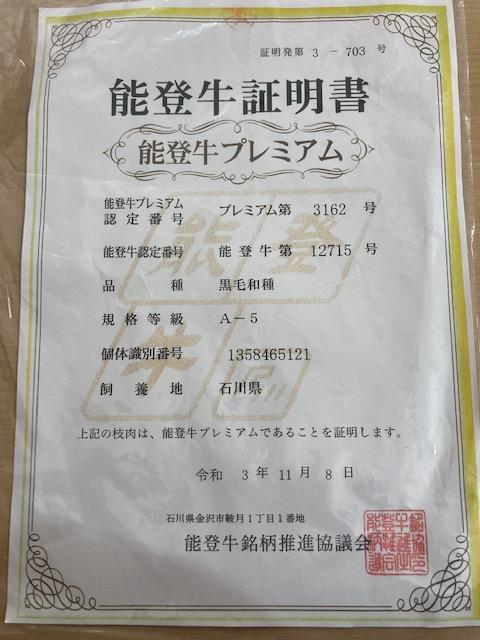 証明発第 3 － 703 号
能登牛証明書
能登牛プレミアム
能登牛プレミアム
認定番号 プレミアム第 3162 号
能登牛認定番号 能登牛第 12715 号
品種 黒毛和種
規格等級 A－5
個体識別番号 1358465121
飼養地 石川県
上記の枝肉は、能登牛プレミアムであることを証明します。
令和 3 年 11 月 8 日
石川県金沢市鞍月１丁目１番地
能登牛銘柄推進協議会
能登牛
石川